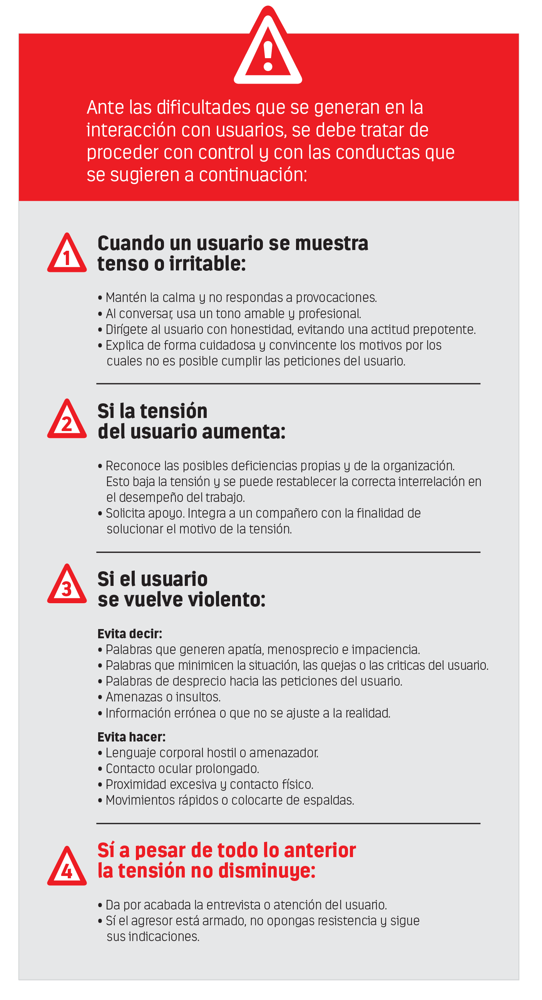 !
Ante las dificultades que se generan en la
interacción con usuarios, se debe tratar de
proceder con control y con las conductas que
se sugieren a continuación:
1
Cuando un usuario se muestra
tenso o irritable:
• Mantén la calma y no respondas a provocaciones.
• Al conversar, usa un tono amable y profesional.
• Dirígete al usuario con honestidad, evitando una actitud prepotente.
• Explica de forma cuidadosa y convincente los motivos por los
cuales no es posible cumplir las peticiones del usuario.
2
Si la tensión
del usuario aumenta:
• Reconoce las posibles deficiencias propias y de la organización.
Esto baja la tensión y se puede restablecer la correcta interrelación en
el desempeño del trabajo.
• Solicita apoyo. Integra a un compañero con la finalidad de
solucionar el motivo de la tensión.
3
Si el usuario
se vuelve violento:
Evita decir:
• Palabras que generen apatía, menosprecio e impaciencia.
• Palabras que minimicen la situación, las quejas o las criticas del usuario.
• Palabras de desprecio hacia las peticiones del usuario.
• Amenazas o insultos.
• Información errónea o que no se ajuste a la realidad.
Evita hacer:
• Lenguaje corporal hostil o amenazador.
• Contacto ocular prolongado.
• Proximidad excesiva y contacto físico.
• Movimientos rápidos o colocarte de espaldas.
4
Sí a pesar de todo lo anterior
la tensión no disminuye:
• Da por acabada la entrevista o atención del usuario.
• Sí el agresor está armado, no opongas resistencia y sigue
sus indicaciones.